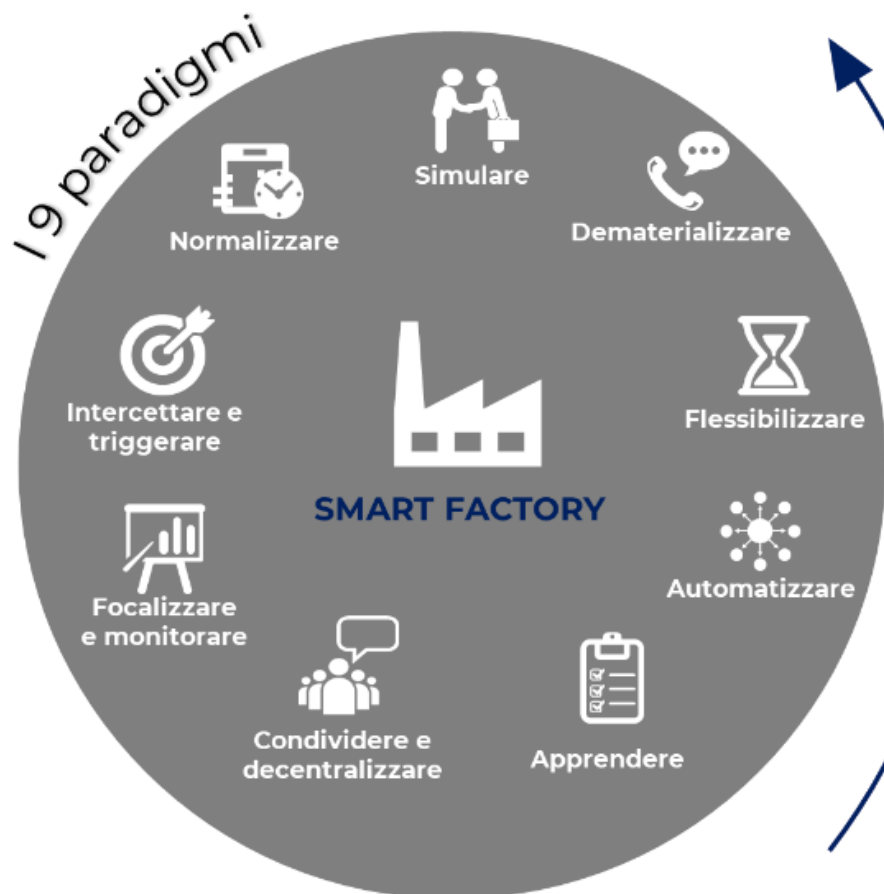 I 9 paradigmi
Simulare
Dematerializzare
Normalizzare
Flessibilizzare
Intercettare e
triggerare
SMART FACTORY
Automatizzare
Focalizzare
e monitorare
Condividere e
decentralizzare
Apprendere